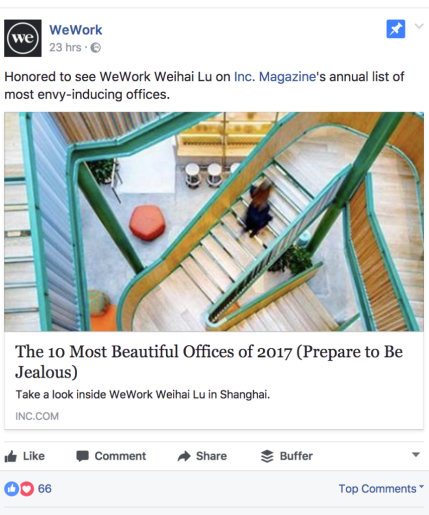 we
WeWork
23 hrs ·
Honored to see WeWork Weihai Lu on Inc. Magazine's annual list of
most envy-inducing offices.
The 10 Most Beautiful Offices of 2017 (Prepare to Be
Jealous)
Take a look inside WeWork Weihai Lu in Shanghai.
INC.COM
Like Comment Share Buffer
66 Top Comments